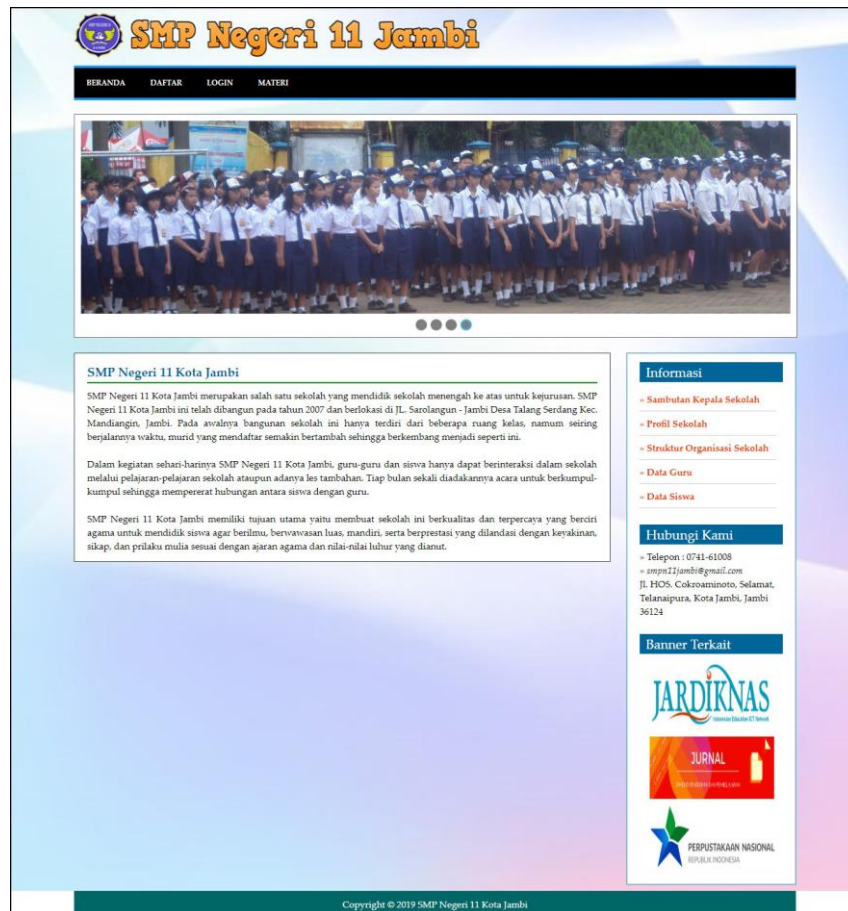 SMP Negeri 11 Jambi
BERANDA DAFTAR LOGIN MATERI
SMP Negeri 11 Kota Jambi
SMP Negeri 11 Kota Jambi merupakan salah satu sekolah yang mendidik sekolah menengah ke atas untuk kejurusan. SMP
Negeri 11 Kota Jambi ini telah dibangun pada tahun 2007 dan berlokasi di JL. Sarolangun - Jambi Desa Talang Serdang Kec.
Mandiangin, Jambi. Pada awalnya bangunan sekolah ini hanya terdiri dari beberapa ruang kelas, namum seiring
berjalannya waktu, murid yang mendaftar semakin bertambah sehingga berkembang menjadi seperti ini.
Dalam kegiatan sehari-harinya SMP Negeri 11 Kota Jambi, guru-guru dan siswa hanya dapat berinteraksi dalam sekolah
melalui pelajaran-pelajaran sekolah ataupun adanya les tambahan. Tiap bulan sekali diadakannya acara untuk berkumpul-
kumpul sehingga mempererat hubungan antara siswa dengan guru.
SMP Negeri 11 Kota Jambi memiliki tujuan utama yaitu membuat sekolah ini berkualitas dan terpercaya yang berciri
agama untuk mendidik siswa agar berilmu, berwawasan luas, mandiri, serta berprestasi yang dilandasi dengan keyakinan,
sikap, dan prilaku mulia sesuai dengan ajaran agama dan nilai-nilai luhur yang dianut.
Informasi
» Sambutan Kepala Sekolah
» Profil Sekolah
» Struktur Organisasi Sekolah
» Data Guru
» Data Siswa
Hubungi Kami
» Telepon : 0741-61008
» smpn11jambi@gmail.com
Jl. HOS. Cokroaminoto, Selamat,
Telanaipura, Kota Jambi, Jambi
36124
Banner Terkait
JARDIKNAS
Indonesian Education ICT Network
JURNAL
PERPUSTAKAAN NASIONAL
REPUBLIK INDONESIA
Copyright © 2019 SMP Negeri 11 Kota Jambi